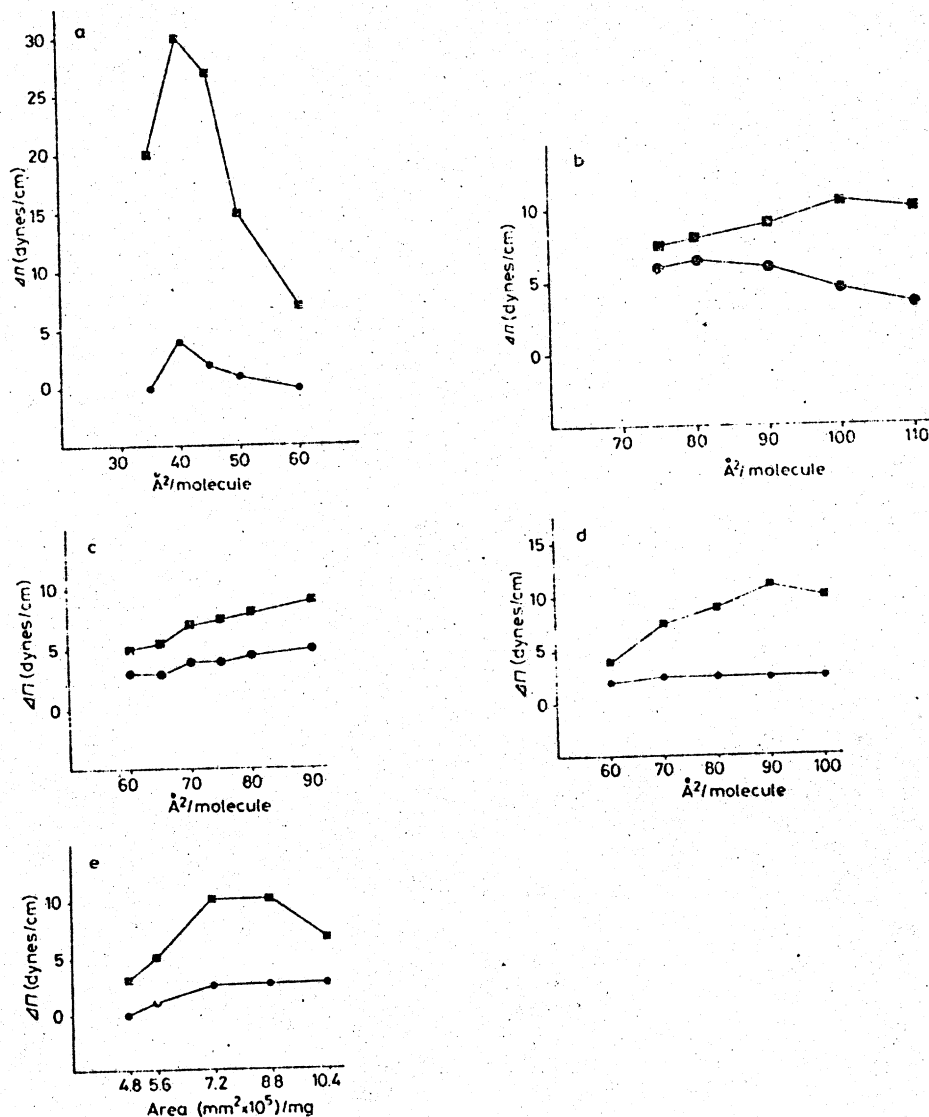 a
30
25
20
15
10
5
0
ΔΠ (dynes/cm)
30 40 50 60
Å²/molecule
b
10
5
0
ΔΠ (dynes/cm)
70 80 90 100 110
Å²/molecule
c
10
5
0
ΔΠ (dynes/cm)
60 70 80 90
Å²/molecule
d
15
10
5
0
ΔΠ (dynes/cm)
60 70 80 90 100
Å²/molecule
e
10
5
0
ΔΠ (dynes/cm)
4.8 5.6 7.2 8.8 10.4
Area (mm²x10⁵)/mg